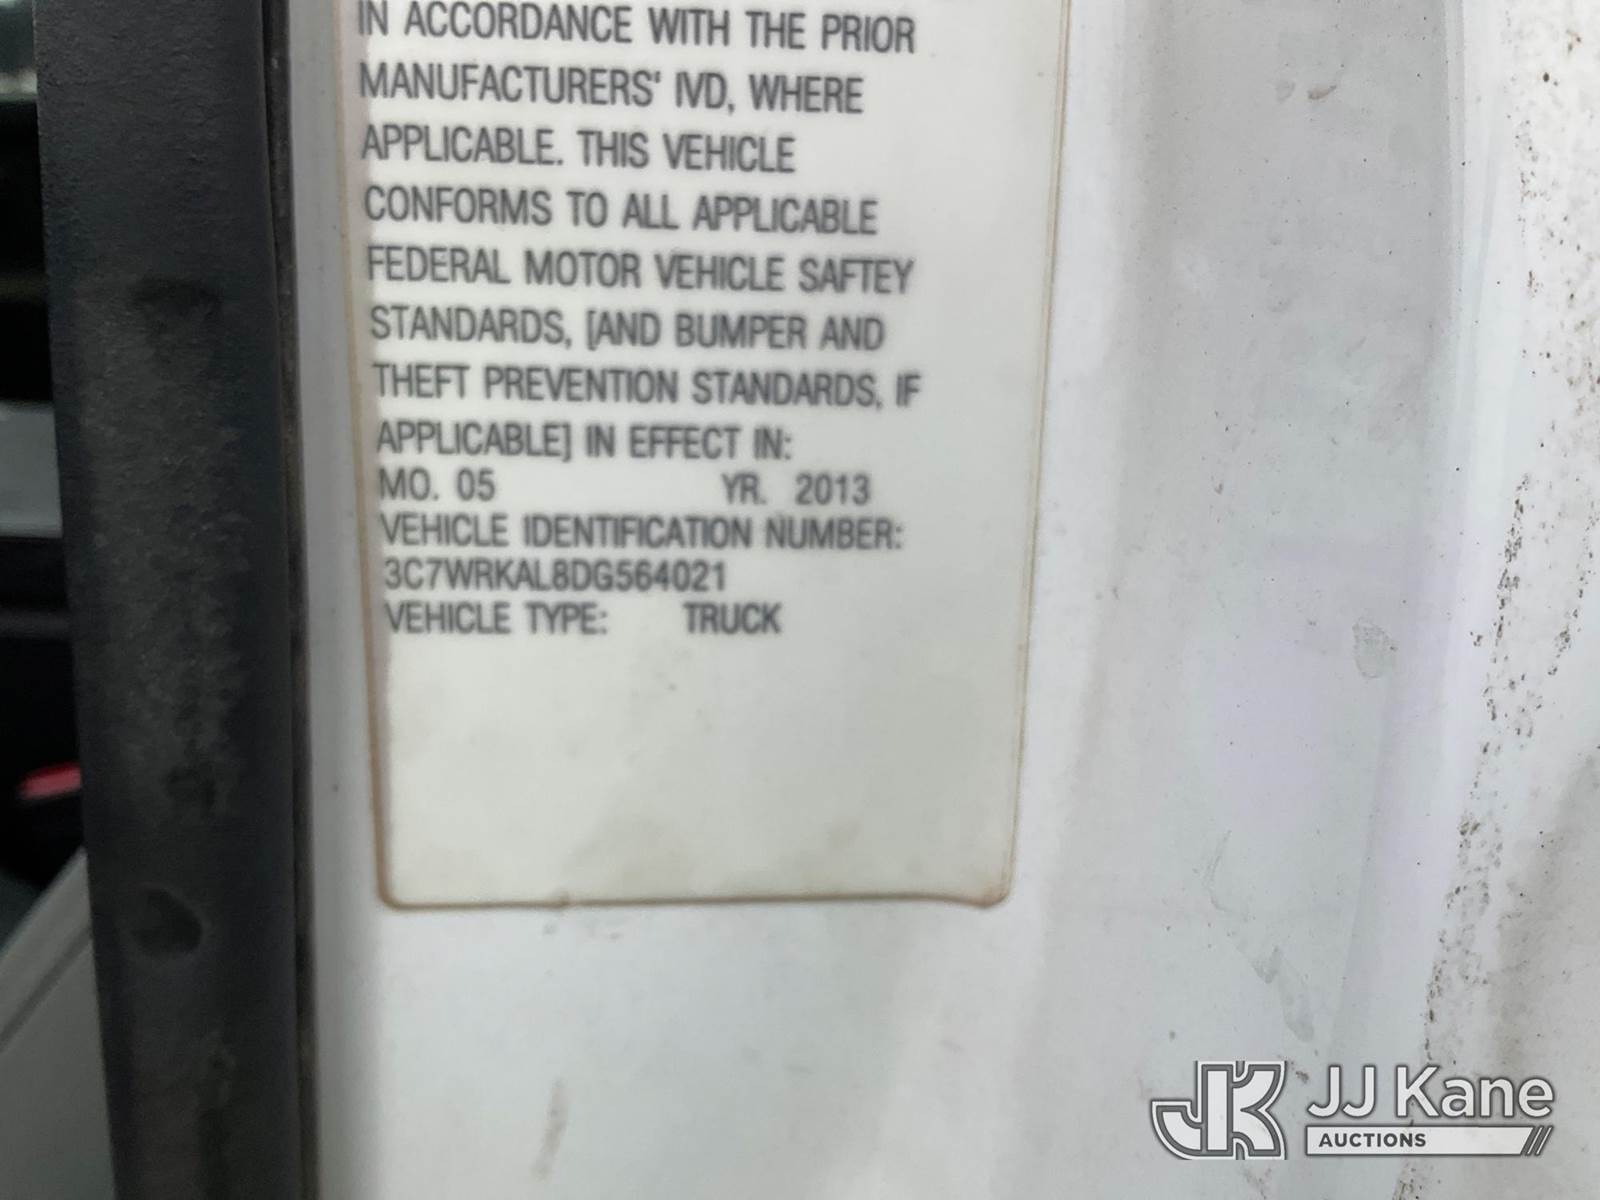 IN ACCORDANCE WITH THE PRIOR
MANUFACTURERS' IVD, WHERE
APPLICABLE. THIS VEHICLE
CONFORMS TO ALL APPLICABLE
FEDERAL MOTOR VEHICLE SAFTEY
STANDARDS, [AND BUMPER AND
THEFT PREVENTION STANDARDS, IF
APPLICABLE] IN EFFECT IN:
MO. 05 YR. 2013
VEHICLE IDENTIFICATION NUMBER:
3C7WRKAL8DG564021
VEHICLE TYPE: TRUCK
JK JJ Kane
AUCTIONS